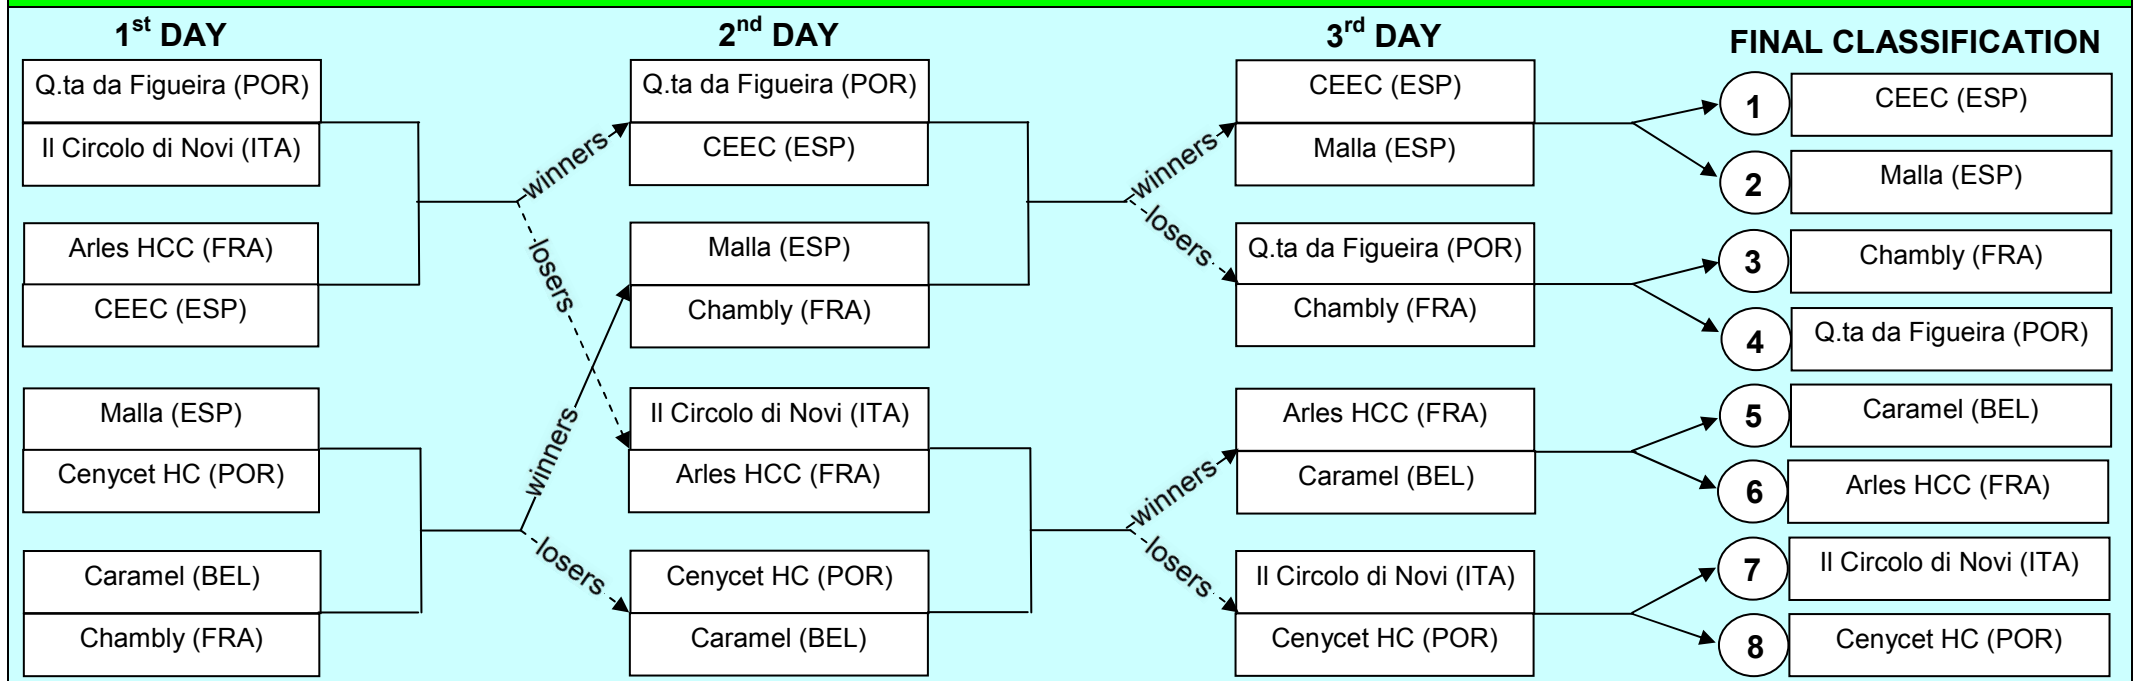 1st DAY
Q.ta da Figueira (POR)
Il Circolo di Novi (ITA)
Arles HCC (FRA)
CEEC (ESP)
Malla (ESP)
Cenycet HC (POR)
Caramel (BEL)
Chambly (FRA)
winners
losers
winners
losers
2nd DAY
Q.ta da Figueira (POR)
CEEC (ESP)
Malla (ESP)
Chambly (FRA)
Il Circolo di Novi (ITA)
Arles HCC (FRA)
Cenycet HC (POR)
Caramel (BEL)
winners
losers
winners
losers
3rd DAY
CEEC (ESP)
Malla (ESP)
Q.ta da Figueira (POR)
Chambly (FRA)
Arles HCC (FRA)
Caramel (BEL)
Il Circolo di Novi (ITA)
Cenycet HC (POR)
FINAL CLASSIFICATION
1 CEEC (ESP)
2 Malla (ESP)
3 Chambly (FRA)
4 Q.ta da Figueira (POR)
5 Caramel (BEL)
6 Arles HCC (FRA)
7 Il Circolo di Novi (ITA)
8 Cenycet HC (POR)